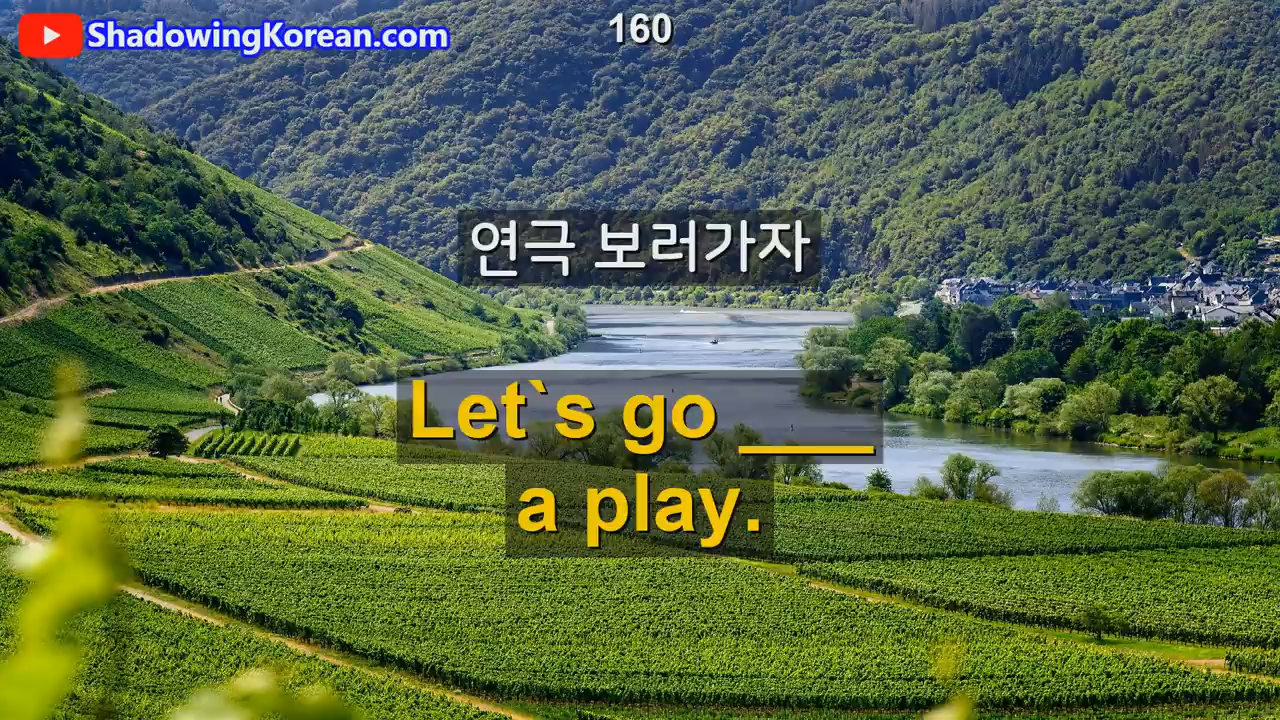 ShadowingKorean.com
160
연극 보러가자
Let`s go ___
a play.